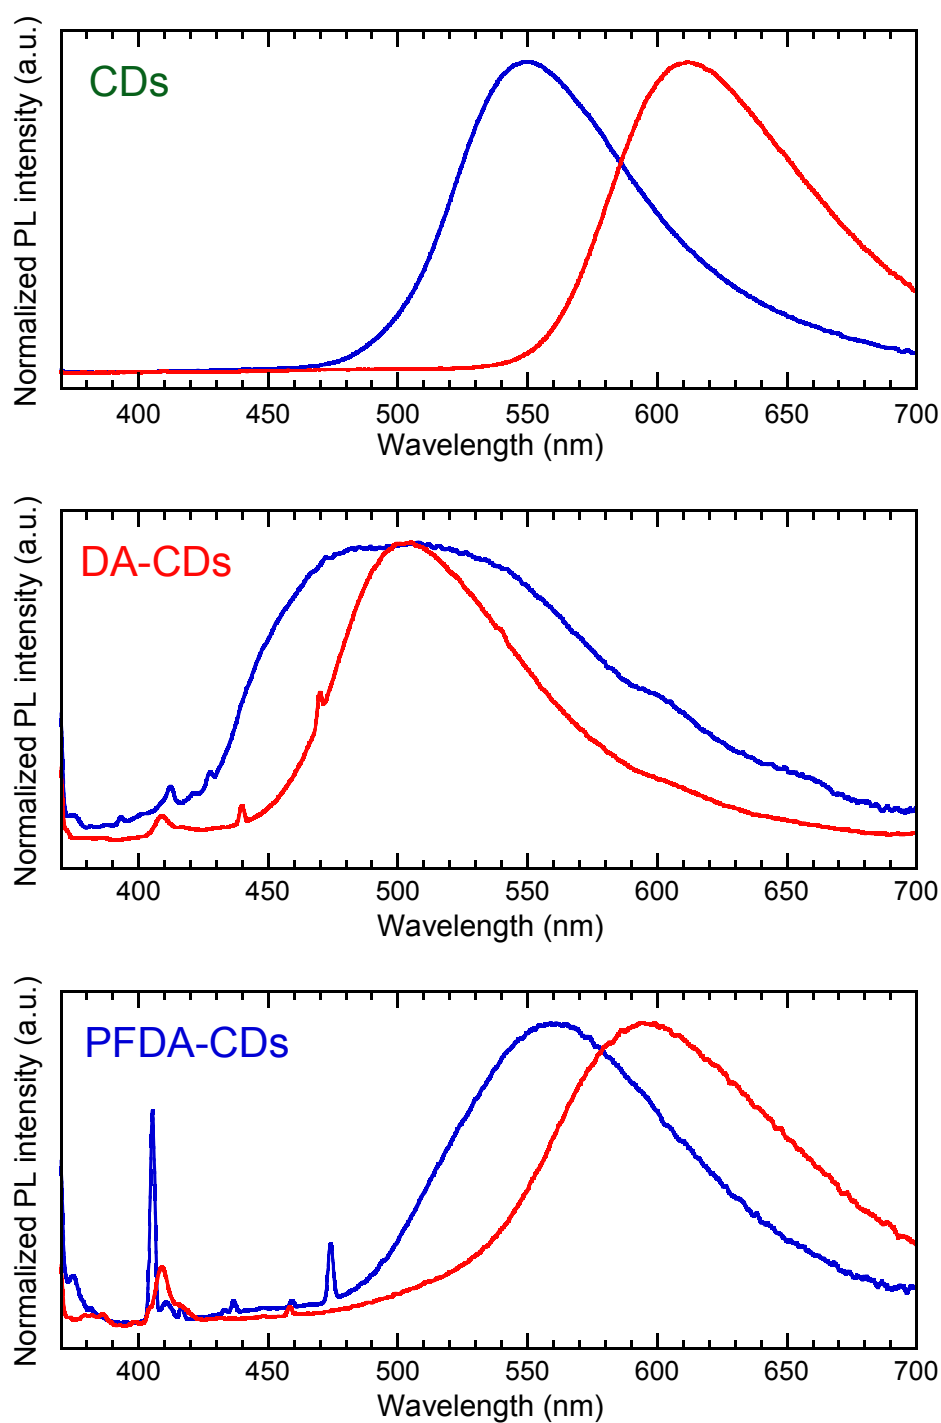 Normalized PL intensity (a.u.)
CDs
400 450 500 550 600 650 700
Wavelength (nm)
Normalized PL intensity (a.u.)
DA-CDs
400 450 500 550 600 650 700
Wavelength (nm)
Normalized PL intensity (a.u.)
PFDA-CDs
400 450 500 550 600 650 700
Wavelength (nm)